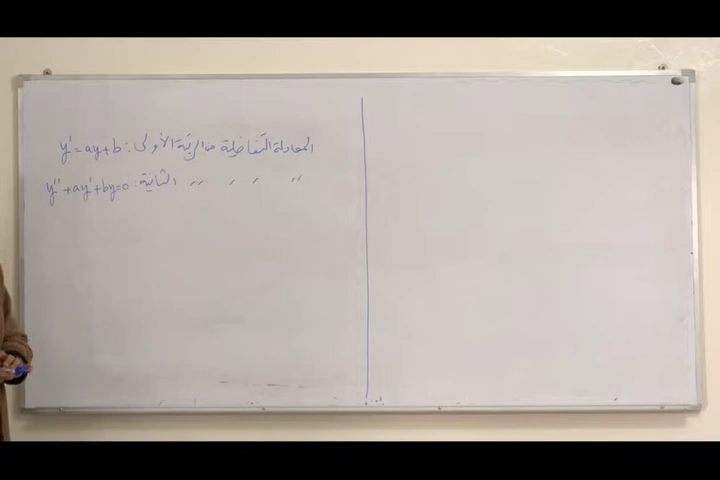 المعادلة التفاضلية من الرتبة الأولى: y' = ay + b
" " " " الثانية: y'' + ay' + by = 0